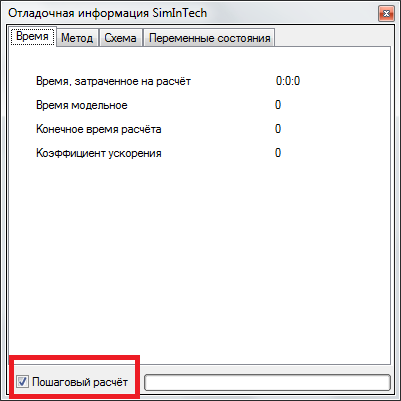 Отладочная информация SimInTech
Время Метод Схема Переменные состояния
Время, затраченное на расчёт 0:0:0
Время модельное 0
Конечное время расчёта 0
Коэффициент ускорения 0
Пошаговый расчёт